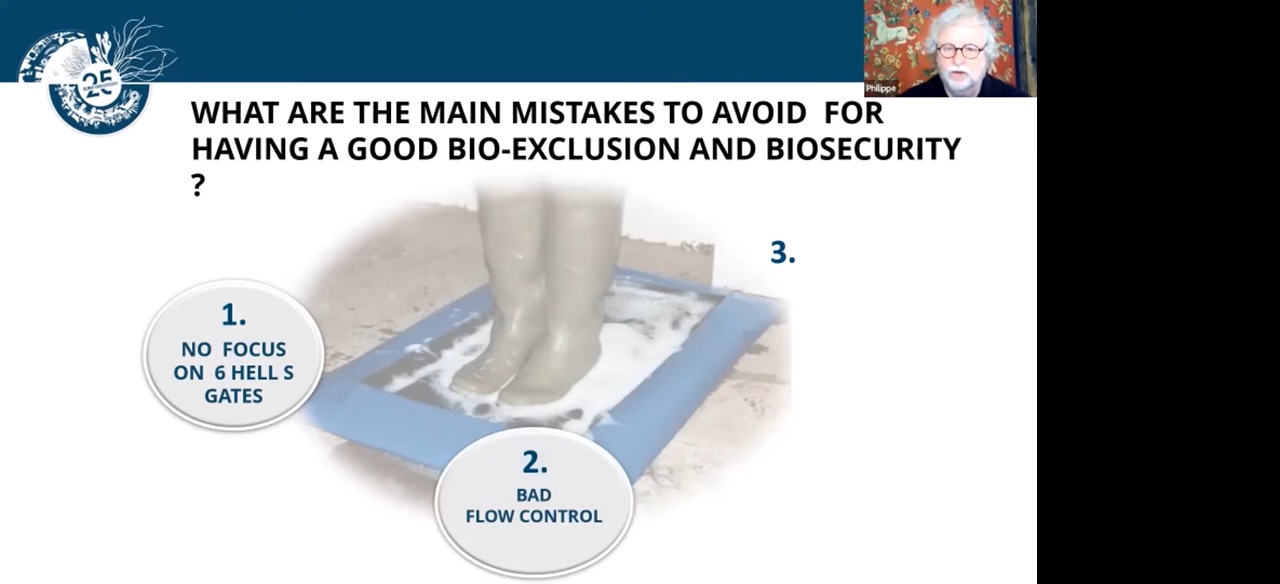 25
Philippe
WHAT ARE THE MAIN MISTAKES TO AVOID FOR
HAVING A GOOD BIO-EXCLUSION AND BIOSECURITY
?
3.
1.
NO FOCUS
ON 6 HELL S
GATES
2.
BAD
FLOW CONTROL